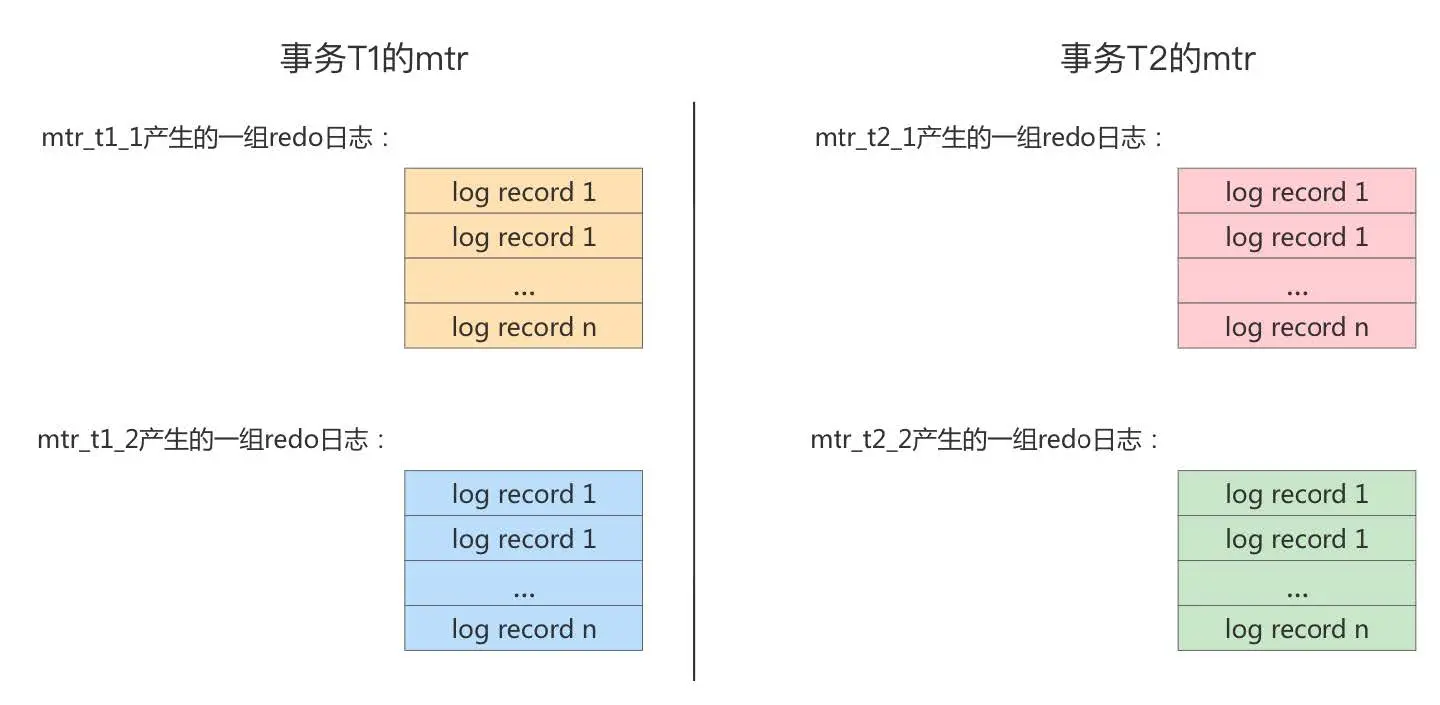 事务T1的mtr
mtr_t1_1产生的一组redo日志：
log record 1
log record 1
...
log record n
mtr_t1_2产生的一组redo日志：
log record 1
log record 1
...
log record n
事务T2的mtr
mtr_t2_1产生的一组redo日志：
log record 1
log record 1
...
log record n
mtr_t2_2产生的一组redo日志：
log record 1
log record 1
...
log record n